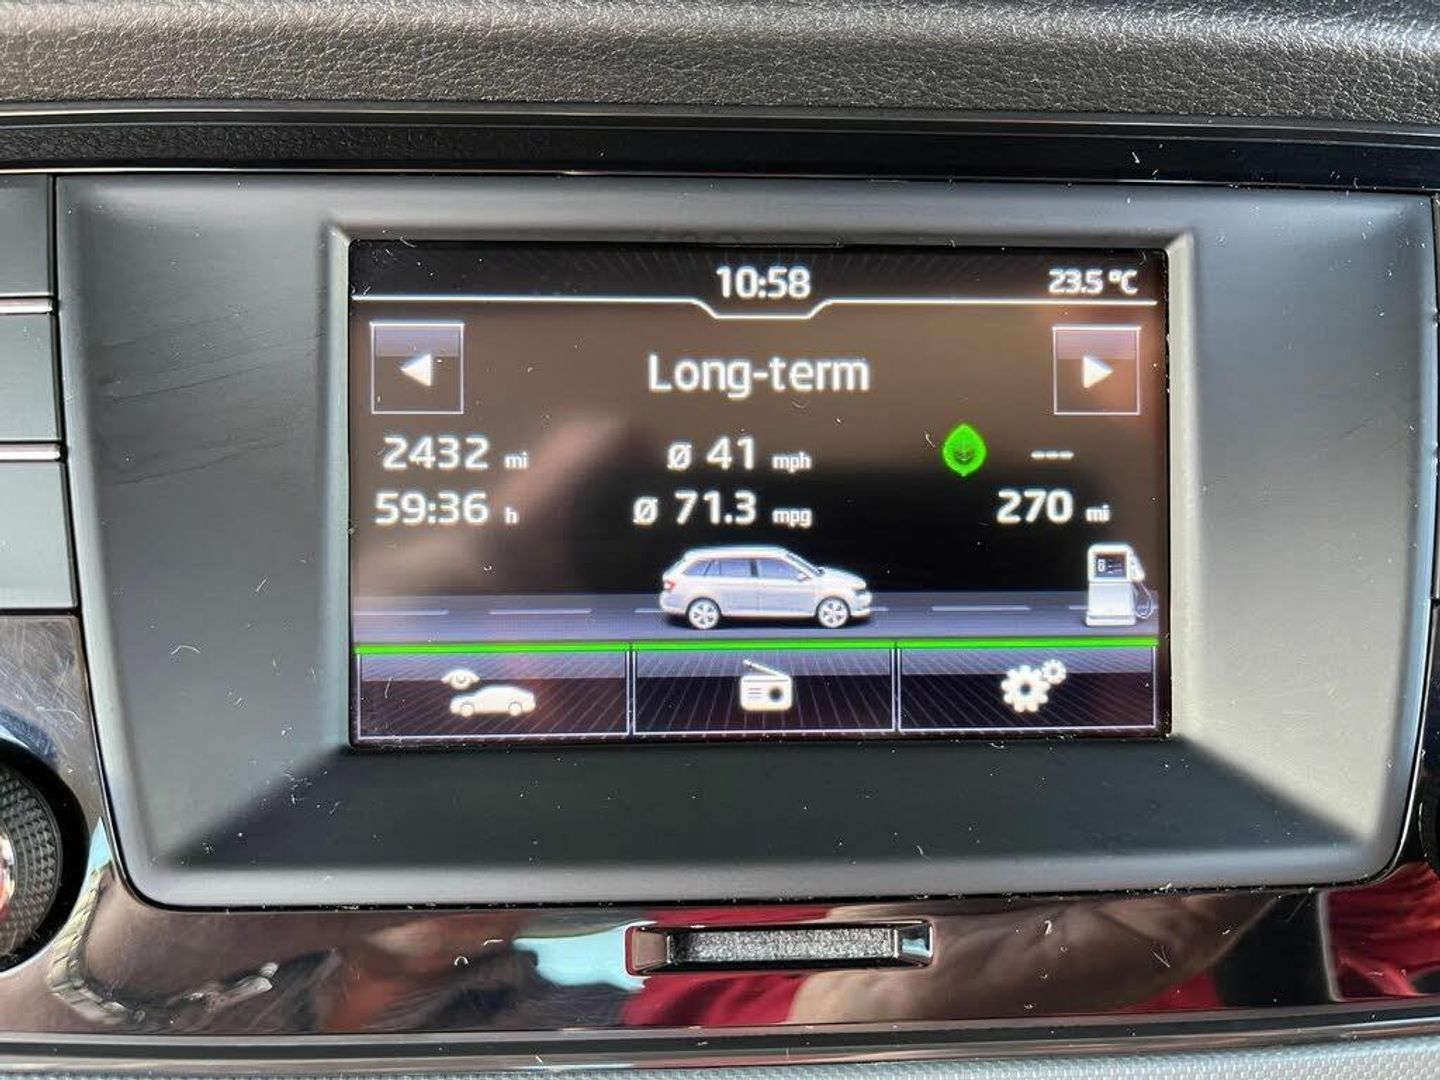 10:58 23.5 °C
Long-term
2432 mi ø 41 mph ---
59:36 h ø 71.3 mpg 270 mi